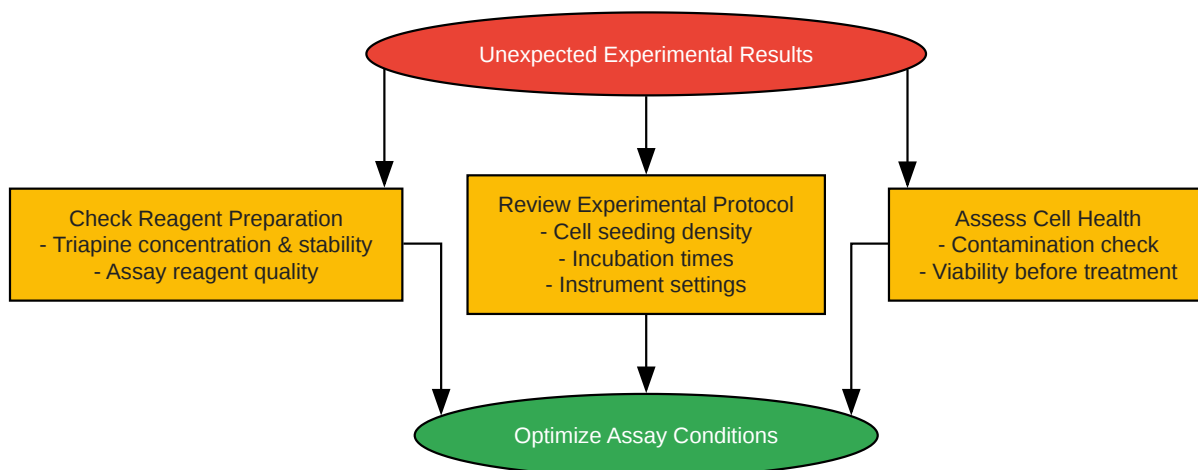 Unexpected Experimental Results
Check Reagent Preparation
- Triapine concentration & stability
- Assay reagent quality
Review Experimental Protocol
- Cell seeding density
- Incubation times
- Instrument settings
Assess Cell Health
- Contamination check
- Viability before treatment
Optimize Assay Conditions